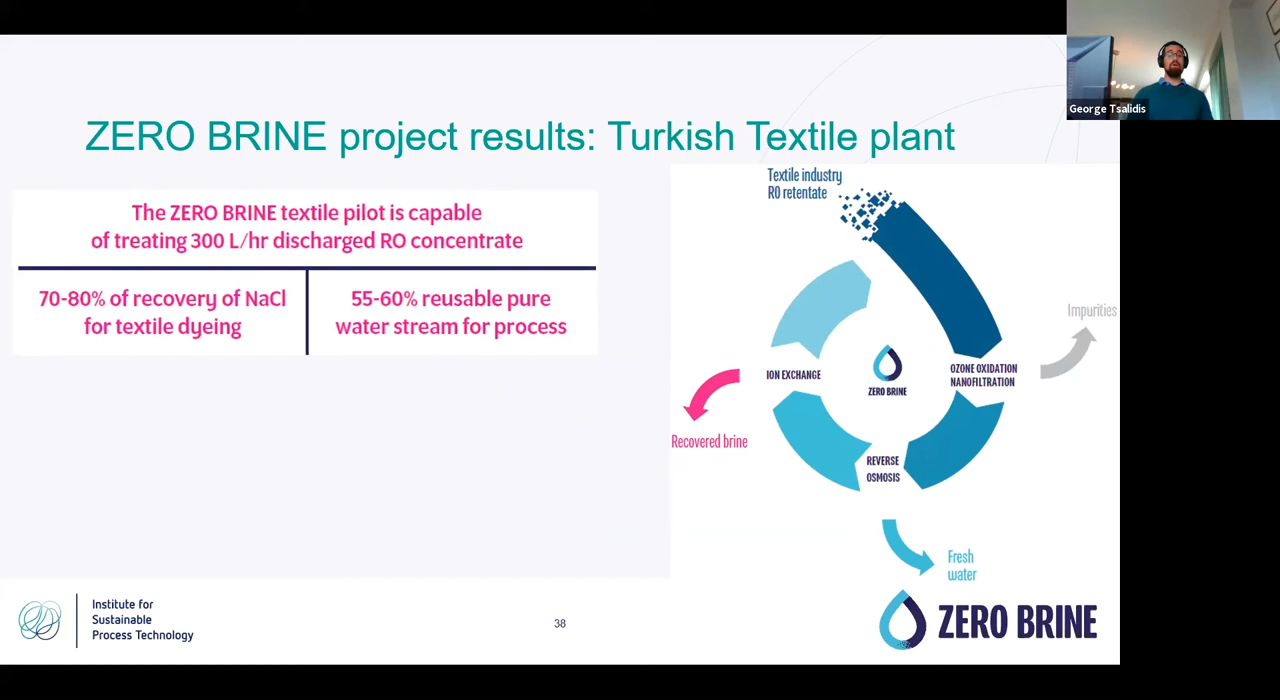 George Tsalidis
ZERO BRINE project results: Turkish Textile plant
The ZERO BRINE textile pilot is capable
of treating 300 L/hr discharged RO concentrate
70-80% of recovery of NaCl
for textile dyeing
55-60% reusable pure
water stream for process
Textile industry
RO retentate
Impurities
OZONE OXIDATION
NANOFILTRATION
ION EXCHANGE
ZERO BRINE
Recovered brine
REVERSE
OSMOSIS
Fresh
water
Institute for
Sustainable
Process Technology
38
ZERO BRINE